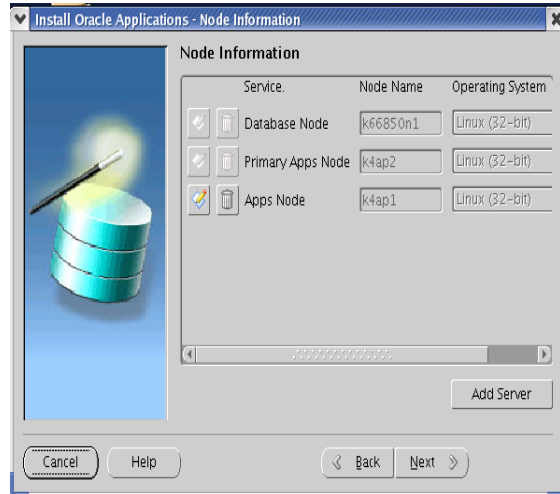 Install Oracle Applications - Node Information
Node Information
Service. Node Name Operating System
Database Node k66850n1 Linux (32-bit)
Primary Apps Node k4ap2 Linux (32-bit)
Apps Node k4ap1 Linux (32-bit)
Add Server
Cancel Help Back Next